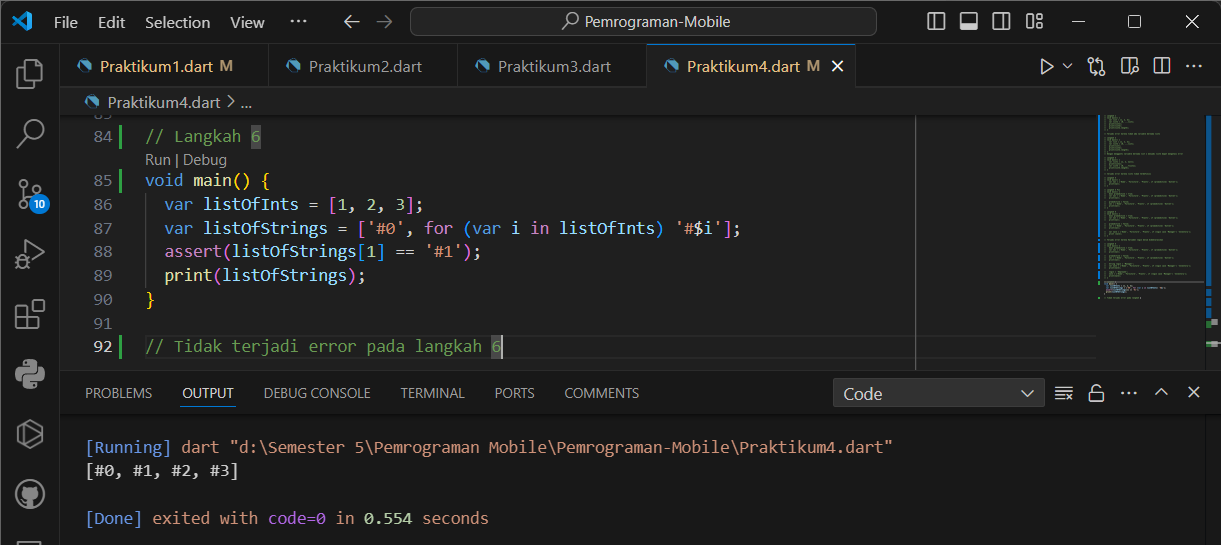 File Edit Selection View ··· Pemrograman-Mobile
Praktikum1.dart M Praktikum2.dart Praktikum3.dart Praktikum4.dart M
Praktikum4.dart > ...
83
84 // Langkah 6
Run | Debug
85 void main() {
86 var listOfInts = [1, 2, 3];
87 var listOfStrings = ['#0', for (var i in listOfInts) '#$i'];
88 assert(listOfStrings[1] == '#1');
89 print(listOfStrings);
90 }
91
92 // Tidak terjadi error pada langkah 6
10
PROBLEMS OUTPUT DEBUG CONSOLE TERMINAL PORTS COMMENTS Code
[Running] dart "d:\Semester 5\Pemrograman Mobile\Pemrograman-Mobile\Praktikum4.dart"
[#0, #1, #2, #3]
[Done] exited with code=0 in 0.554 seconds